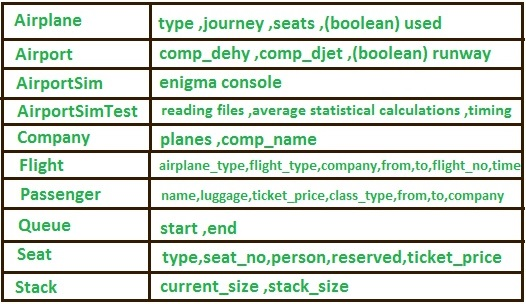 Airplane type ,journey ,seats ,(boolean) used
Airport comp_dehy ,comp_djet ,(boolean) runway
AirportSim enigma console
AirportSimTest reading files ,average statistical calculations ,timing
Company planes ,comp_name
Flight airplane_type,flight_type,company,from,to,flight_no,time
Passenger name,luggage,ticket_price,class_type,from,to,company
Queue start ,end
Seat type,seat_no,person,reserved,ticket_price
Stack current_size ,stack_size